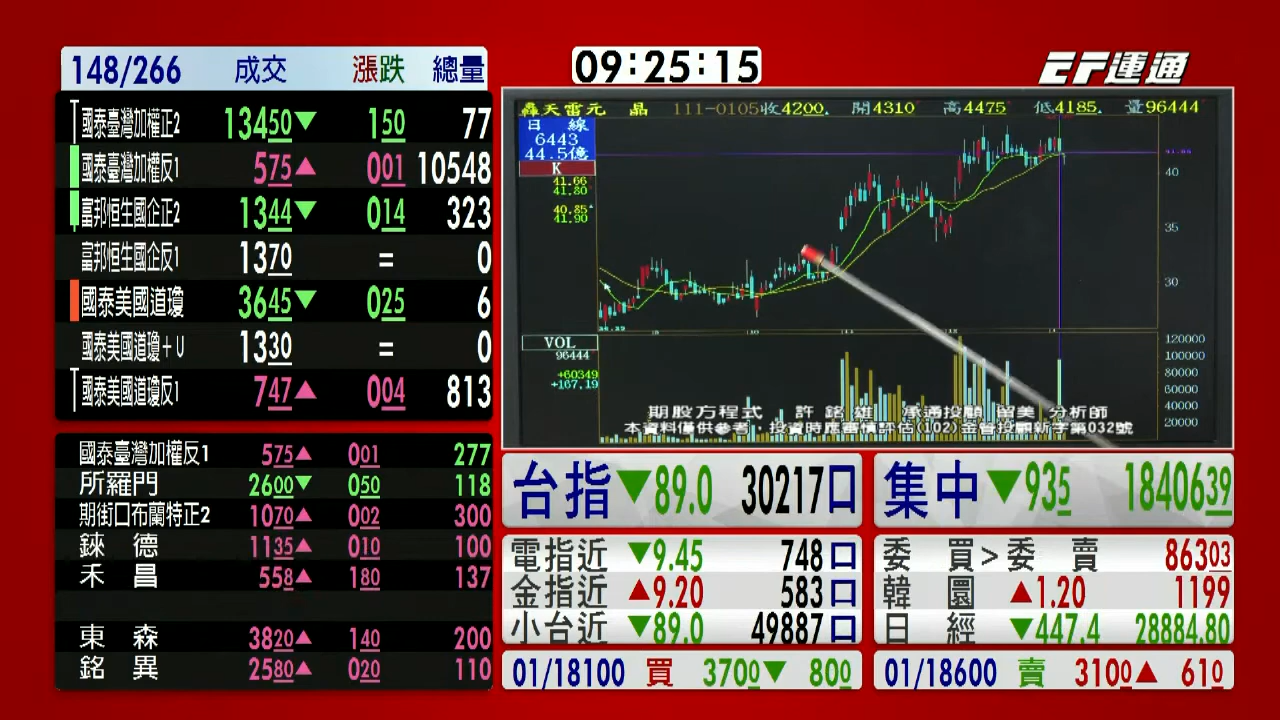 148/266 成交 漲跌 總量
國泰臺灣加權正2 13450▼ 150 77
國泰臺灣加權反1 575▲ 001 10548
富邦恒生國企正2 1344▼ 014 323
富邦恒生國企反1 1370 = 0
國泰美國道瓊 3645▼ 025 6
國泰美國道瓊+U 1330 = 0
國泰美國道瓊反1 747▲ 004 813
國泰臺灣加權反1 575▲ 001 277
所羅門 2600▼ 050 118
期街口布蘭特正2 1070▲ 002 300
錸德 1135▲ 010 100
禾昌 558▲ 180 137
東森 3820▲ 140 200
銘異 2580▲ 020 110
09:25:15
EF運通
轟天雷元晶 111-0105收4200. 開4310 高4475 低4185. 量96444
日線
6443
44.5億
K
41.66
41.80
40.85
41.90
40
35
30
VOL
96444
+60349
+167.19
120000
100000
80000
60000
40000
20000
期股方程式 許銘雄 承通投顧 留美分析師
本資料僅供參考，投資時應審慎評估(102)金管投顧新字第032號
台指▼89.0 30217口
電指近 ▼9.45 748口
金指近 ▲9.20 583口
小台近 ▼89.0 49887口
01/18100 買 3700▼ 800
集中▼935 1840639
委買>委賣 86303
韓圜 ▲1.20 1199
日經 ▼447.4 28884.80
01/18600 賣 3100▲ 610